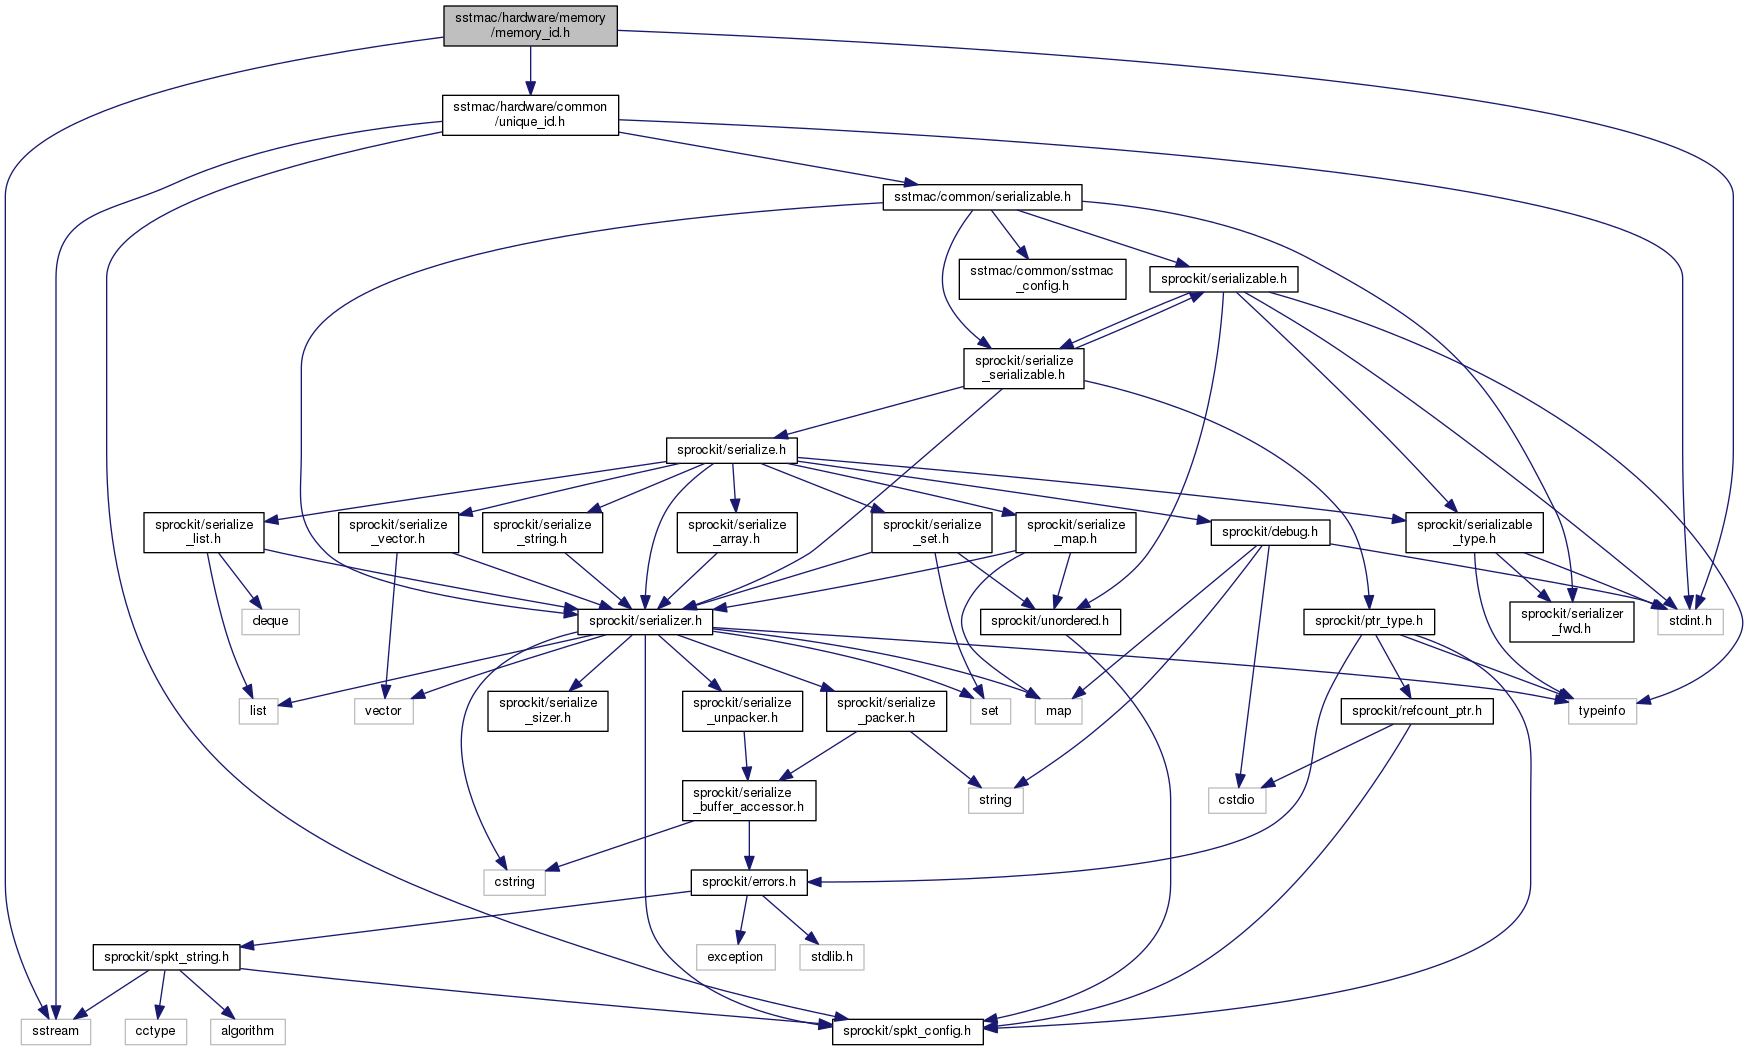 sstmac/hardware/memory
/memory_id.h
sstmac/hardware/common
/unique_id.h
sstmac/common/serializable.h
sstmac/common/sstmac
_config.h
sprockit/serializable.h
sprockit/serialize
_serializable.h
sprockit/serialize.h
sprockit/serialize
_list.h
sprockit/serialize
_vector.h
sprockit/serialize
_string.h
sprockit/serialize
_array.h
sprockit/serialize
_set.h
sprockit/serialize
_map.h
sprockit/debug.h
sprockit/serializable
_type.h
deque
sprockit/serializer.h
sprockit/unordered.h
sprockit/ptr_type.h
sprockit/serializer
_fwd.h
stdint.h
list
vector
sprockit/serialize
_sizer.h
sprockit/serialize
_unpacker.h
sprockit/serialize
_packer.h
set
map
sprockit/refcount_ptr.h
typeinfo
sprockit/serialize
_buffer_accessor.h
string
cstdio
cstring
sprockit/errors.h
sprockit/spkt_string.h
exception
stdlib.h
sstream
cctype
algorithm
sprockit/spkt_config.h